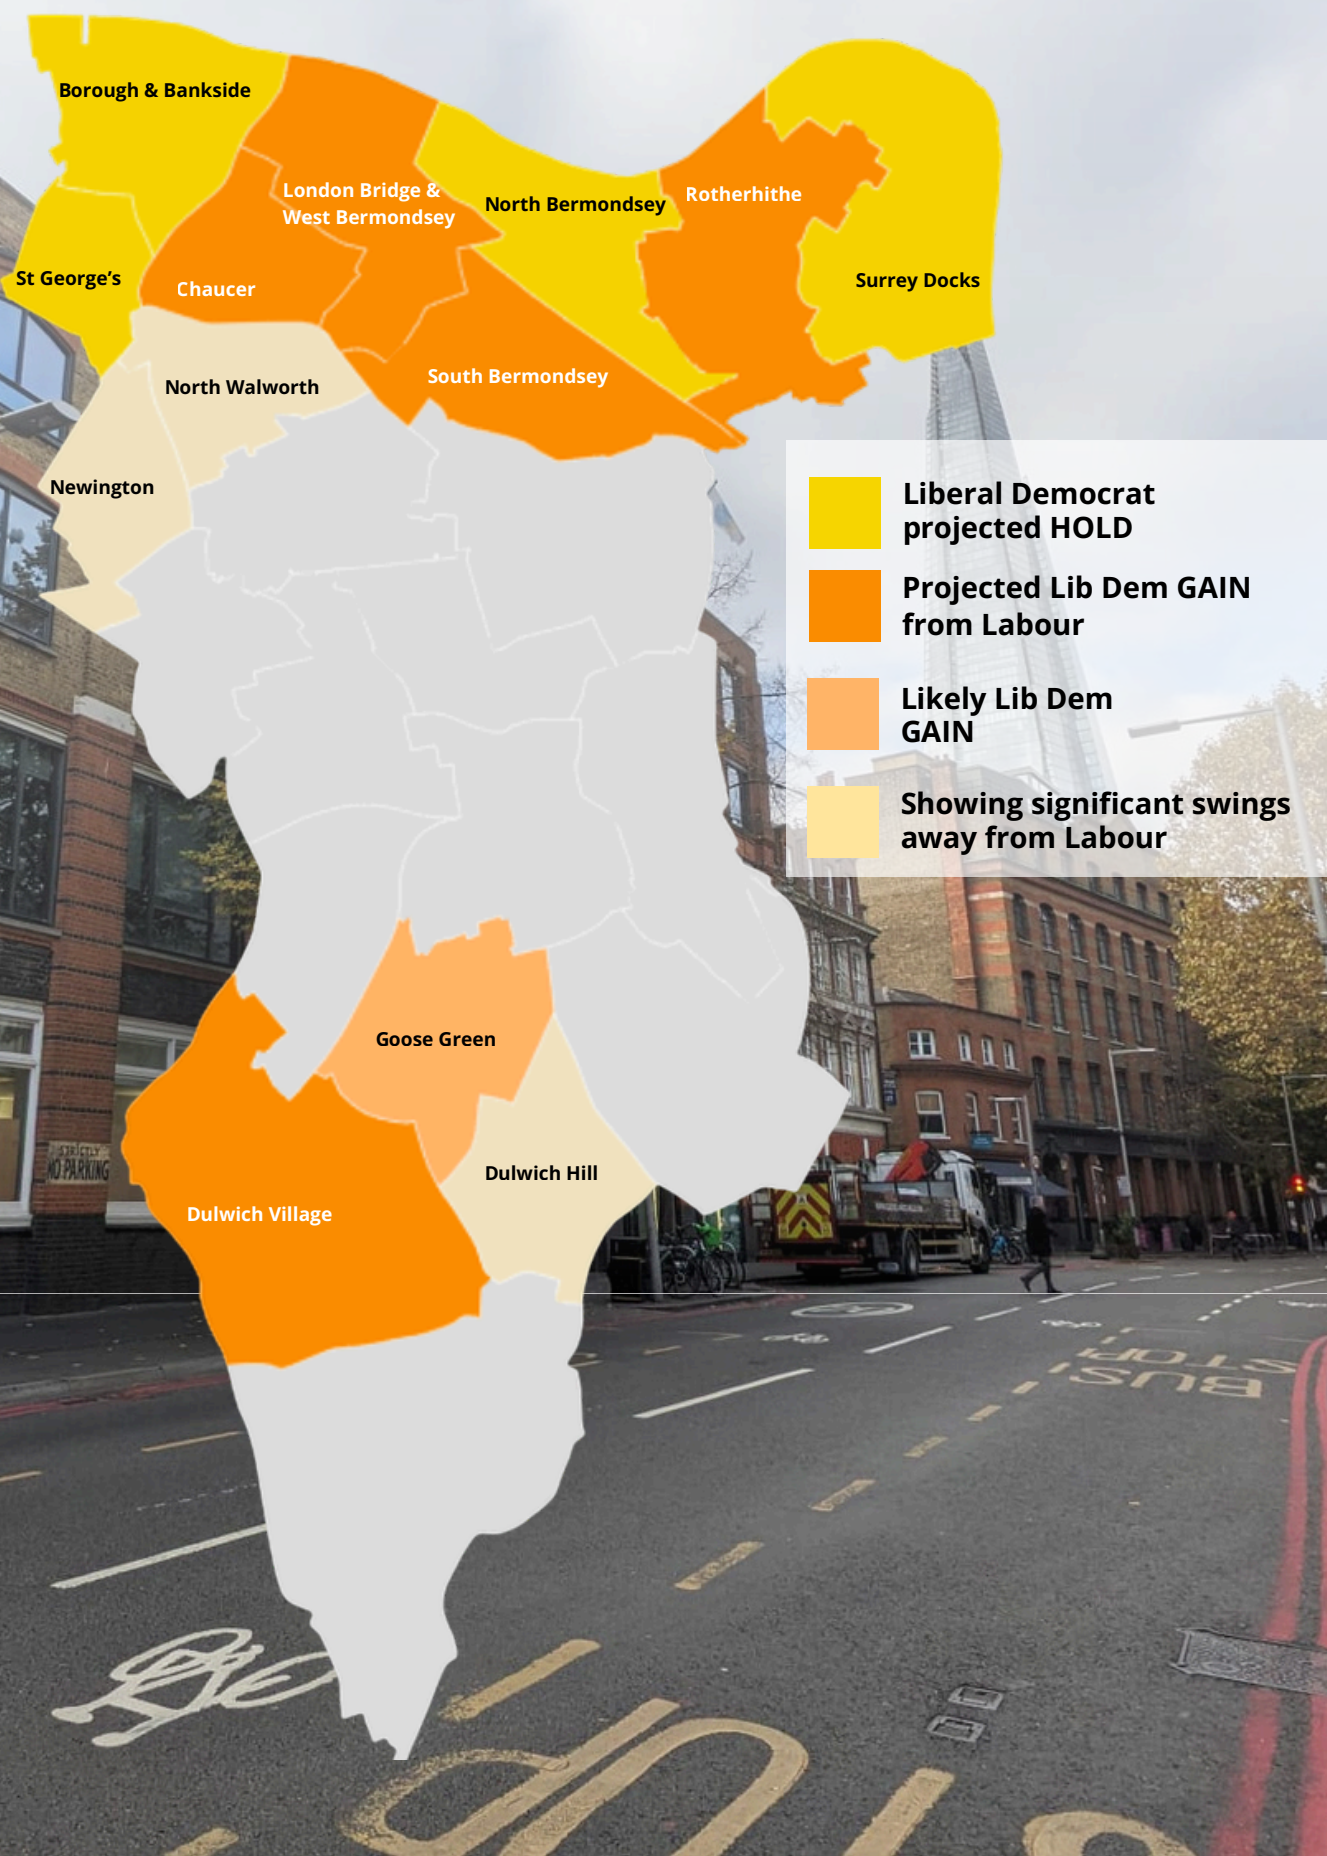 Borough & Bankside
London Bridge &
West Bermondsey
North Bermondsey
Rotherhithe
St George's
Chaucer
Surrey Docks
North Walworth
South Bermondsey
Newington
Liberal Democrat
projected HOLD
Projected Lib Dem GAIN
from Labour
Likely Lib Dem
GAIN
Showing significant swings
away from Labour
Goose Green
Dulwich Hill
Dulwich Village
STRICTLY
NO PARKING
BUS
STOP